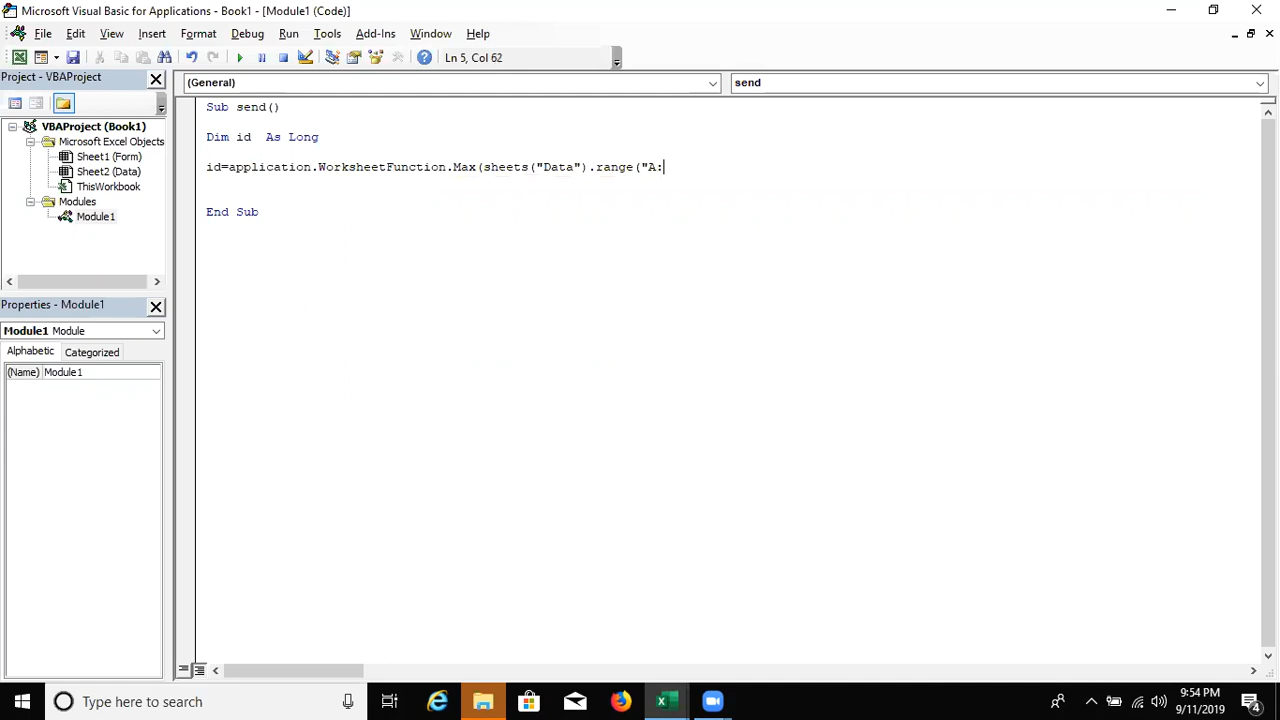 Microsoft Visual Basic for Applications - Book1 - [Module1 (Code)]
File Edit View Insert Format Debug Run Tools Add-Ins Window Help
Ln 5, Col 62
Project - VBAProject
(General)
send
VBAProject (Book1)
Microsoft Excel Objects
Sheet1 (Form)
Sheet2 (Data)
ThisWorkbook
Modules
Module1
Sub send()
Dim id  As Long
id=application.WorksheetFunction.Max(sheets("Data").range("A:
End Sub
Properties - Module1
Module1 Module
Alphabetic Categorized
(Name) Module1
Type here to search
9:54 PM
9/11/2019
4